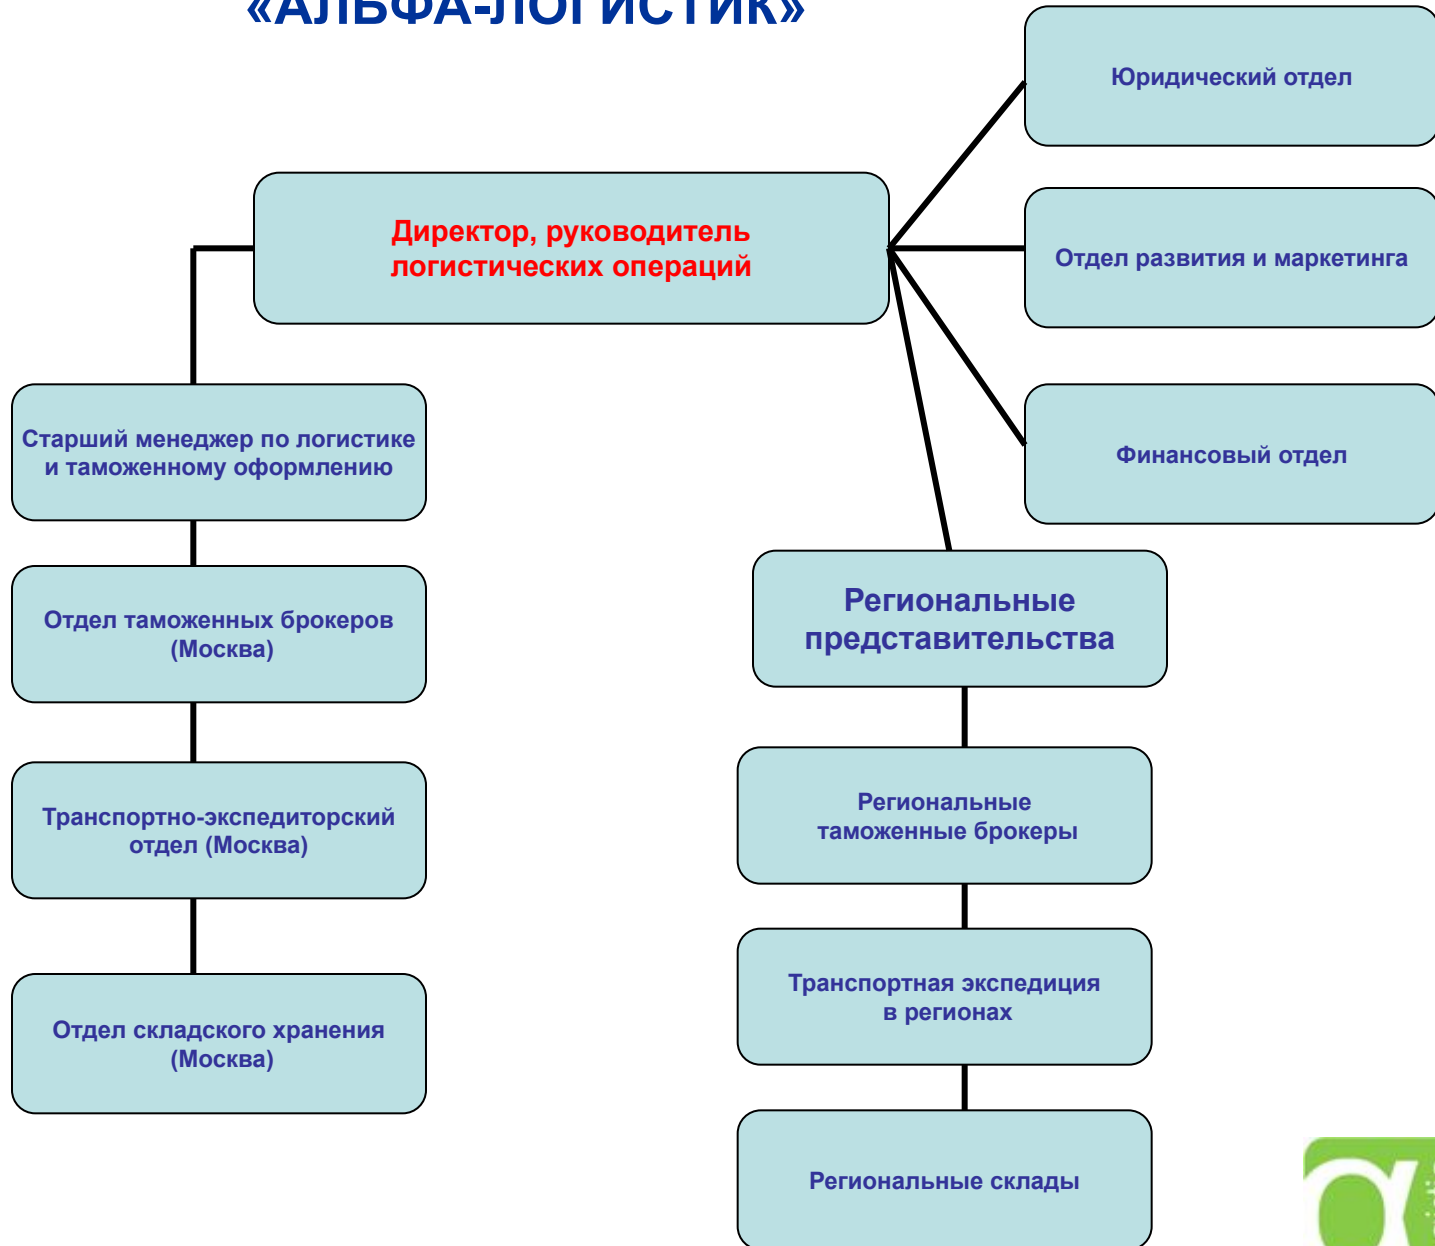 «АЛЬФА-ЛОГИСТИК»
Юридический отдел
Директор, руководитель
логистических операций
Отдел развития и маркетинга
Старший менеджер по логистике
и таможенному оформлению
Финансовый отдел
Отдел таможенных брокеров
(Москва)
Региональные
представительства
Транспортно-экспедиторский
отдел (Москва)
Региональные
таможенные брокеры
Транспортная экспедиция
в регионах
Отдел складского хранения
(Москва)
Региональные склады